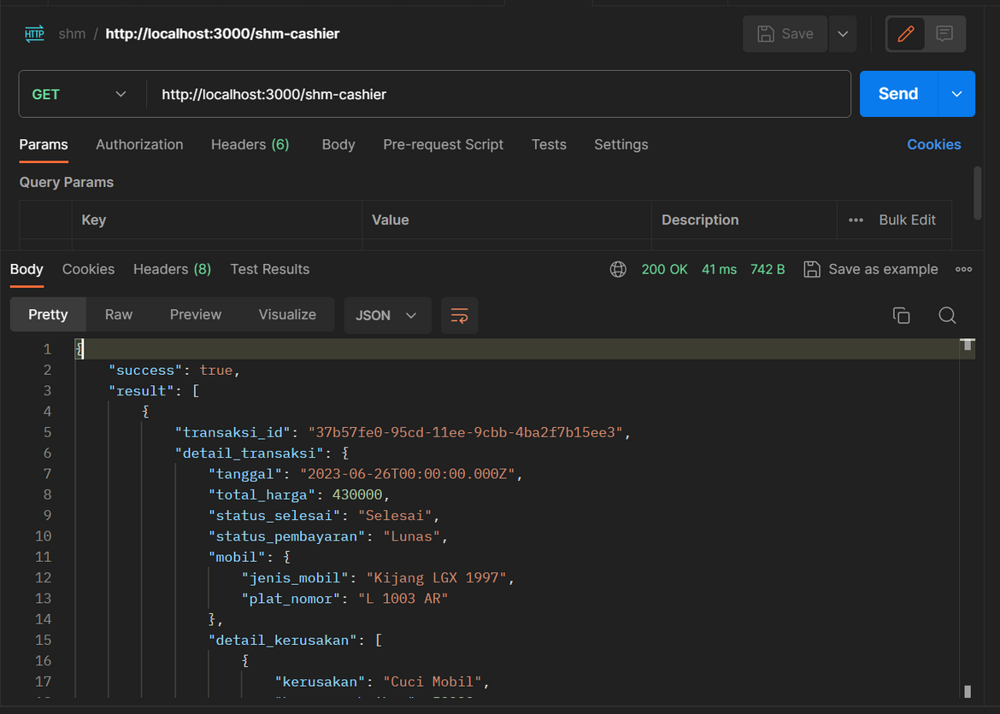 HTTP shm / http://localhost:3000/shm-cashier Save
GET http://localhost:3000/shm-cashier Send
Params Authorization Headers (6) Body Pre-request Script Tests Settings Cookies
Query Params
Key Value Description Bulk Edit
Body Cookies Headers (8) Test Results 200 OK 41 ms 742 B Save as example
Pretty Raw Preview Visualize JSON
1 {
2 "success": true,
3 "result": [
4 {
5 "transaksi_id": "37b57fe0-95cd-11ee-9cbb-4ba2f7b15ee3",
6 "detail_transaksi": {
7 "tanggal": "2023-06-26T00:00:00.000Z",
8 "total_harga": 430000,
9 "status_selesai": "Selesai",
10 "status_pembayaran": "Lunas",
11 "mobil": {
12 "jenis_mobil": "Kijang LGX 1997",
13 "plat_nomor": "L 1003 AR"
14 },
15 "detail_kerusakan": [
16 {
17 "kerusakan": "Cuci Mobil",